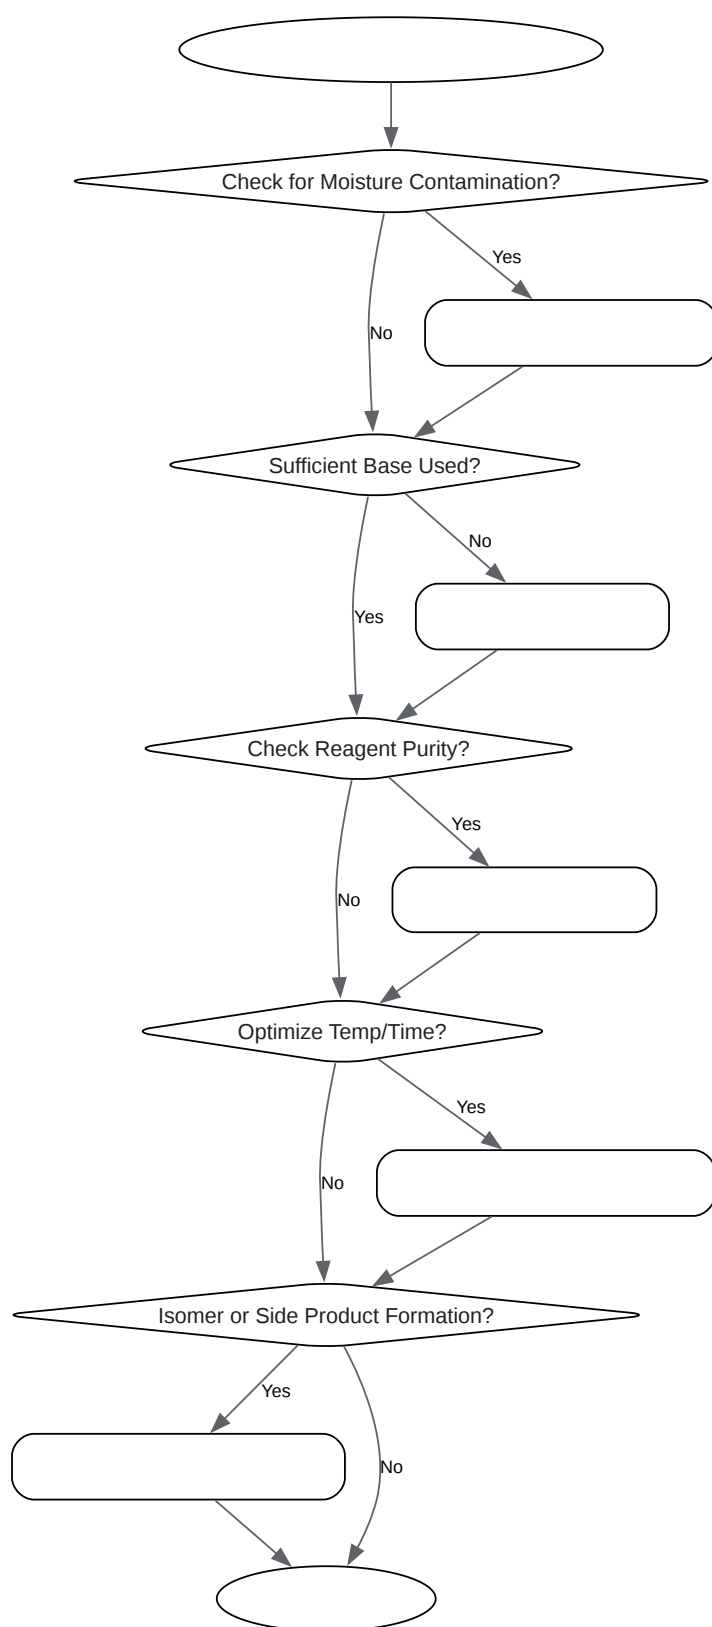 Check for Moisture Contamination?
Yes
No
Sufficient Base Used?
No
Yes
Check Reagent Purity?
Yes
No
Optimize Temp/Time?
Yes
No
Isomer or Side Product Formation?
Yes
No